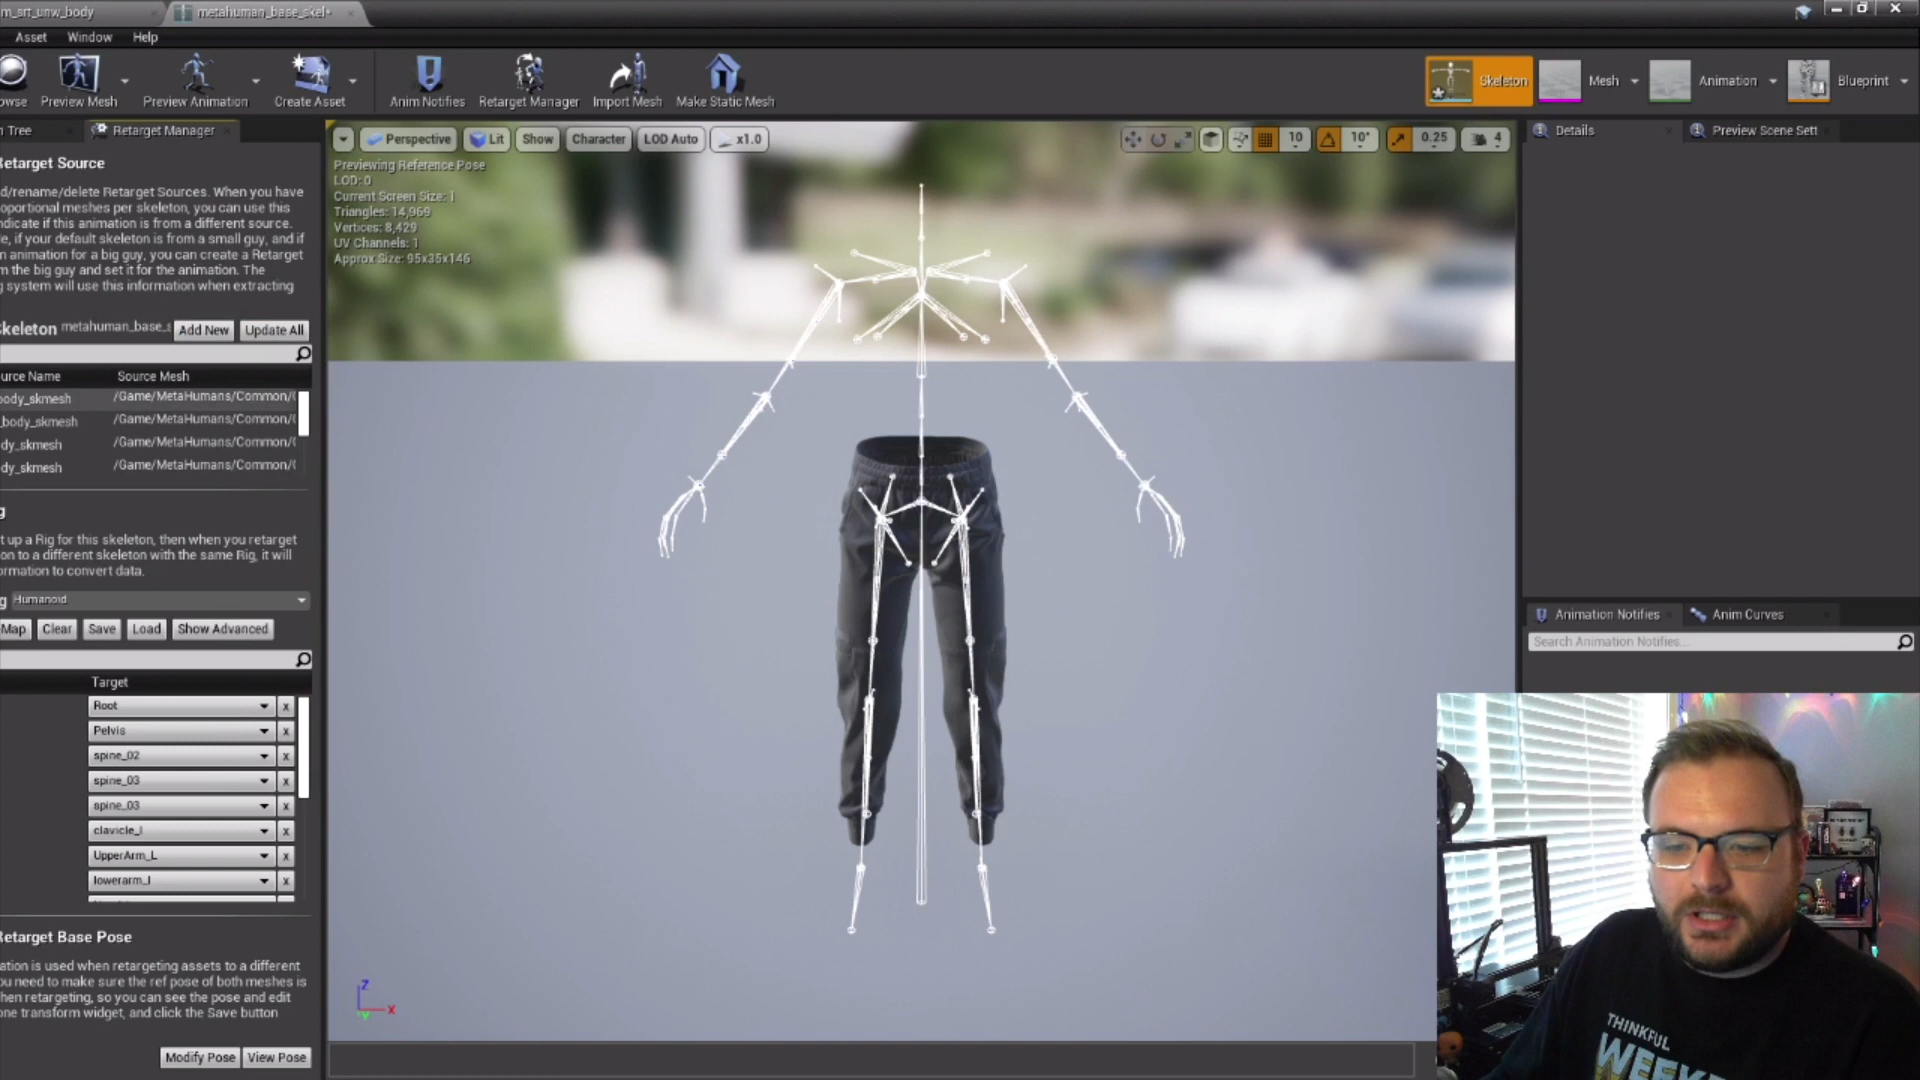 m_srt_unw_body
metahuman_base_skel*
Asset Window Help
owse
Preview Mesh
Preview Animation
Create Asset
Anim Notifies
Retarget Manager
Import Mesh
Make Static Mesh
Skeleton
Mesh
Animation
Blueprint
n Tree
Retarget Manager
Perspective
Lit
Show
Character
LOD Auto
x1.0
10
10°
0.25
4
Details
Preview Scene Sett
Previewing Reference Pose
LOD: 0
Current Screen Size: 1
Triangles: 14,969
Vertices: 8,429
UV Channels: 1
Approx Size: 95x35x146
Retarget Source
d/rename/delete Retarget Sources. When you have
oportional meshes per skeleton, you can use this
ndicate if this animation is from a different source.
e, if your default skeleton is from a small guy, and if
n animation for a big guy, you can create a Retarget
m the big guy and set it for the animation. The
g system will use this information when extracting
Skeleton metahuman_base_s Add New Update All
urce Name Source Mesh
body_skmesh /Game/MetaHumans/Common/(
_body_skmesh /Game/MetaHumans/Common/(
dy_skmesh /Game/MetaHumans/Common/(
dy_skmesh /Game/MetaHumans/Common/(
g
t up a Rig for this skeleton, then when you retarget
on to a different skeleton with the same Rig, it will
ormation to convert data.
g Humanoid
Map Clear Save Load Show Advanced
Target
Root x
Pelvis x
spine_02 x
spine_03 x
spine_03 x
clavicle_l x
UpperArm_L x
lowerarm_l x
Retarget Base Pose
ation is used when retargeting assets to a different
ou need to make sure the ref pose of both meshes is
hen retargeting, so you can see the pose and edit
one transform widget, and click the Save button
Modify Pose View Pose
Z
X
Y
Animation Notifies
Anim Curves
Search Animation Notifies...
THINKFUL